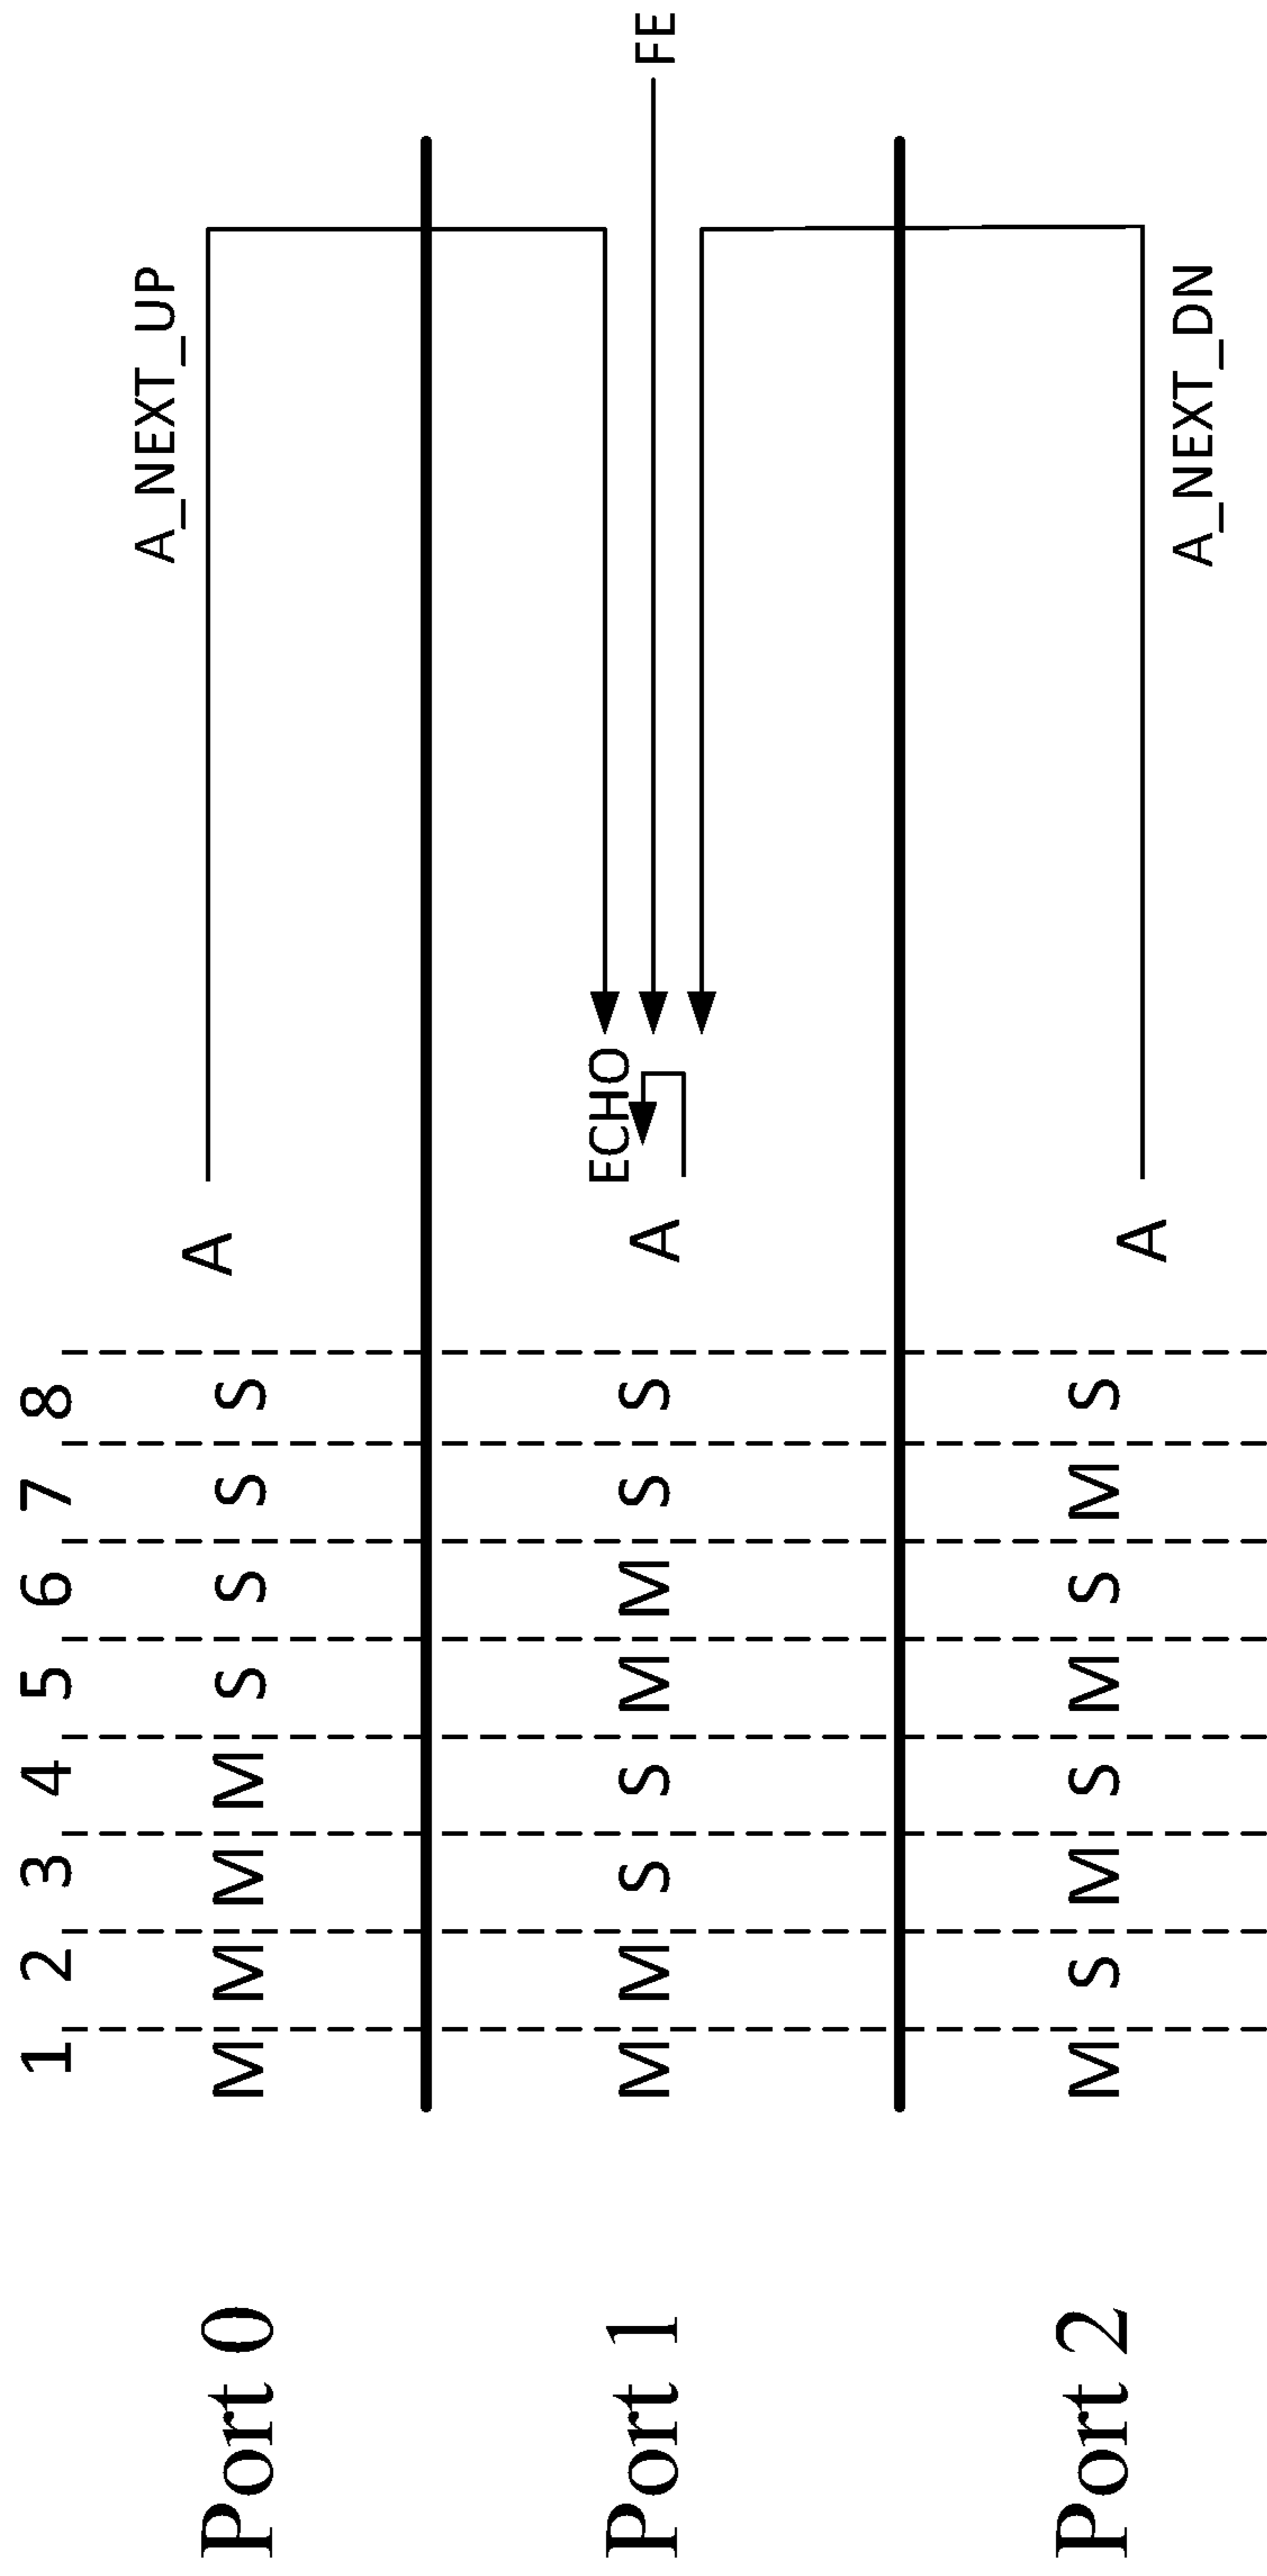 1 2 3 4 5 6 7 8
A_NEXT_UP
Port 0 M M M M S S S S A
ECHO
Port 1 M M S S M M S S A FE
Port 2 M S M S M S M S A
A_NEXT_DN